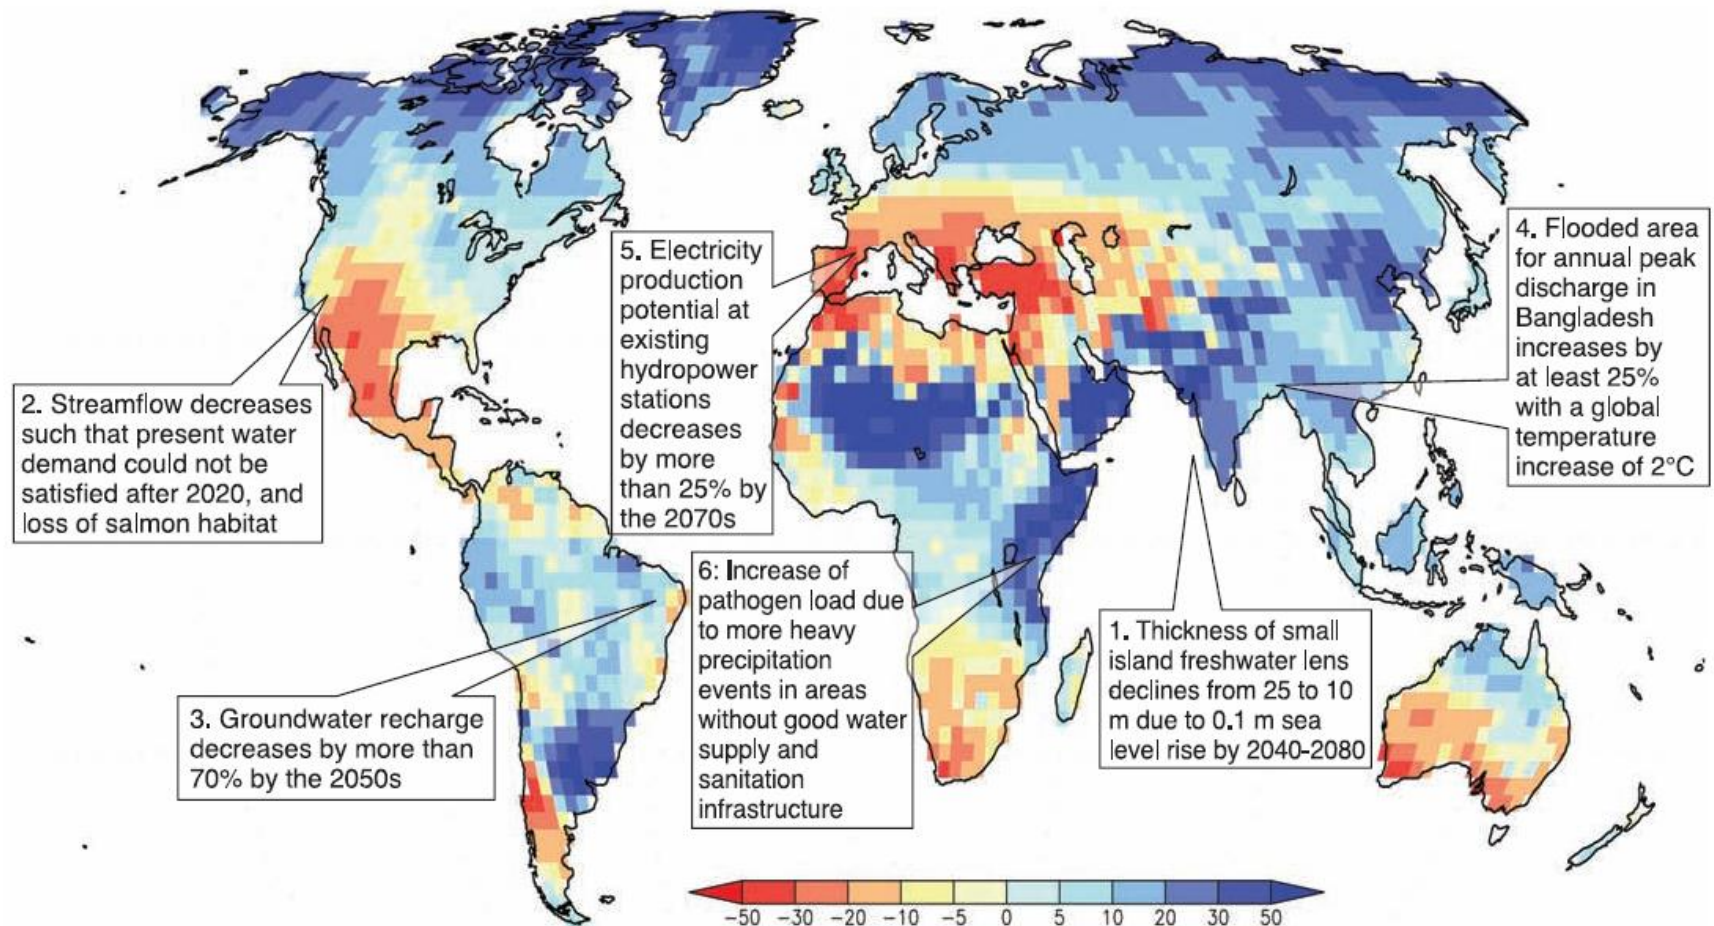 5. Electricity
production
potential at
existing
hydropower
stations
decreases
by more
than 25% by
the 2070s
4. Flooded area
for annual peak
discharge in
Bangladesh
increases by
at least 25%
with a global
temperature
increase of 2°C
2. Streamflow decreases
such that present water
demand could not be
satisfied after 2020, and
loss of salmon habitat
6: Increase of
pathogen load due
to more heavy
precipitation
events in areas
without good water
supply and
sanitation
infrastructure
1. Thickness of small
island freshwater lens
declines from 25 to 10
m due to 0.1 m sea
level rise by 2040-2080
3. Groundwater recharge
decreases by more than
70% by the 2050s
−50 −30 −20 −10 −5 0 5 10 20 30 50